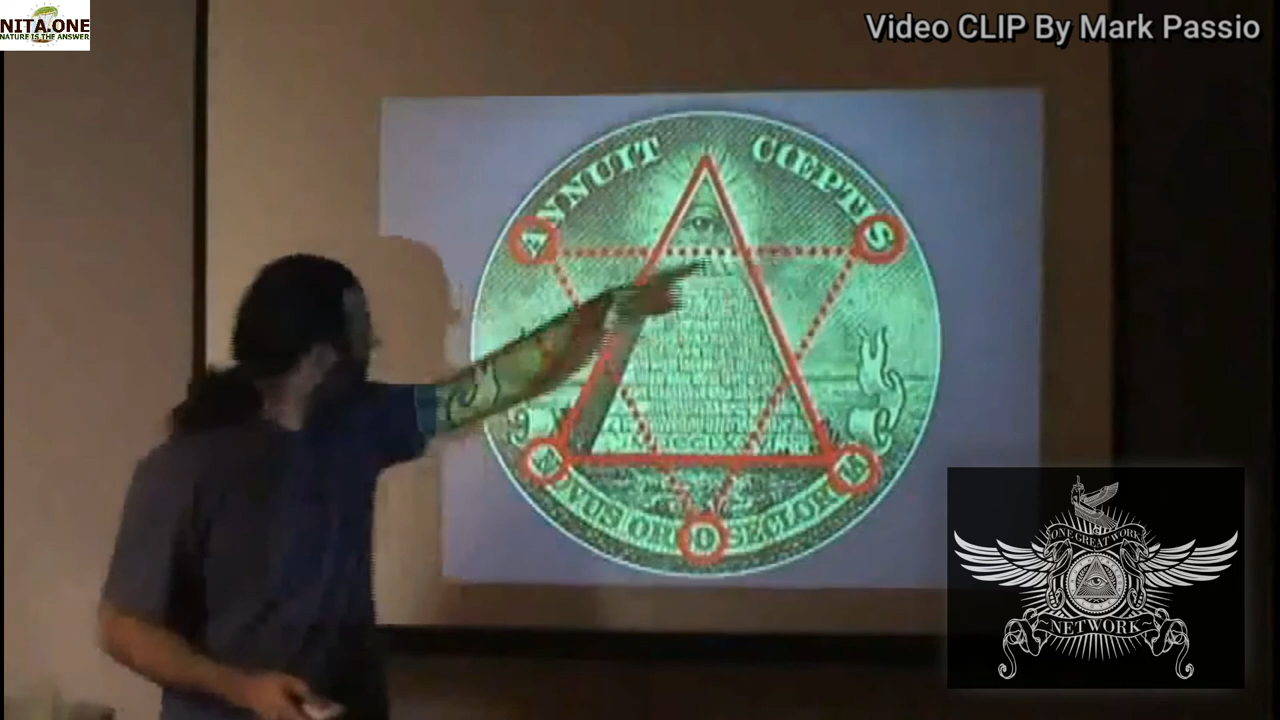 NITA.ONE
NATURE IS THE ANSWER
Video CLIP By Mark Passio
ANNUIT CŒPTIS
NOVUS ORDO SECLORUM
ONE GREAT WORK
NETWORK